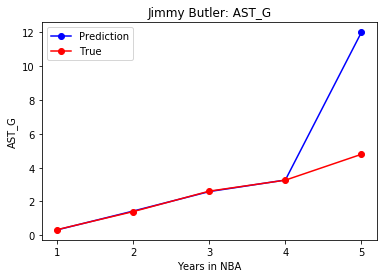 Jimmy Butler: AST_G
Prediction
True
12
10
8
6
4
2
0
AST_G
1 2 3 4 5
Years in NBA